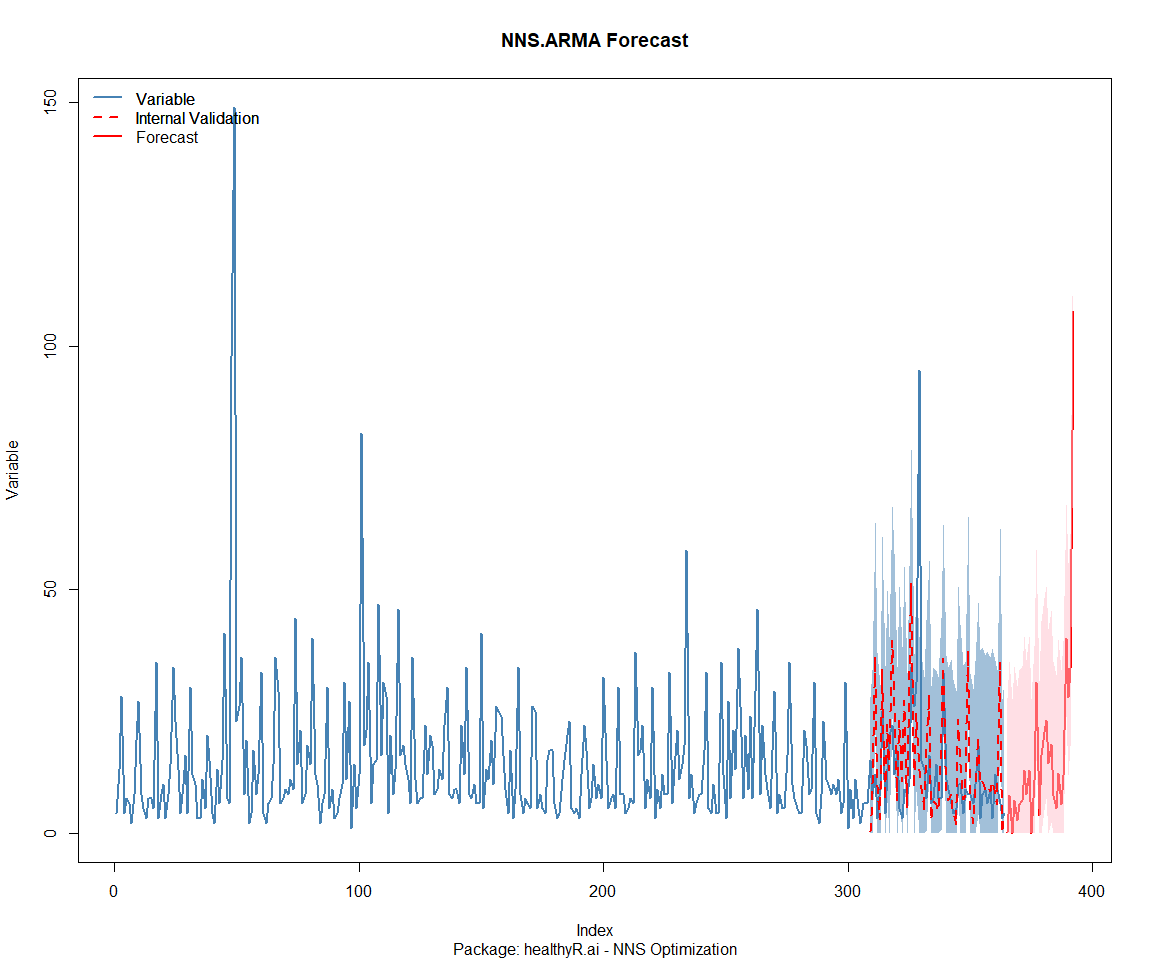 NNS.ARMA Forecast
Variable
Internal Validation
Forecast
150
100
50
0
Variable
0
100
200
300
400
Index
Package: healthyR.ai - NNS Optimization